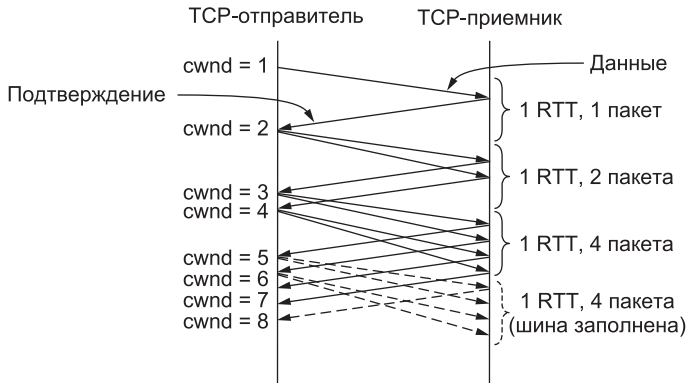 TCP-отправитель
TCP-приемник
cwnd = 1
Данные
Подтверждение
1 RTT, 1 пакет
cwnd = 2
1 RTT, 2 пакета
cwnd = 3
cwnd = 4
1 RTT, 4 пакета
cwnd = 5
cwnd = 6
cwnd = 7
cwnd = 8
1 RTT, 4 пакета
(шина заполнена)